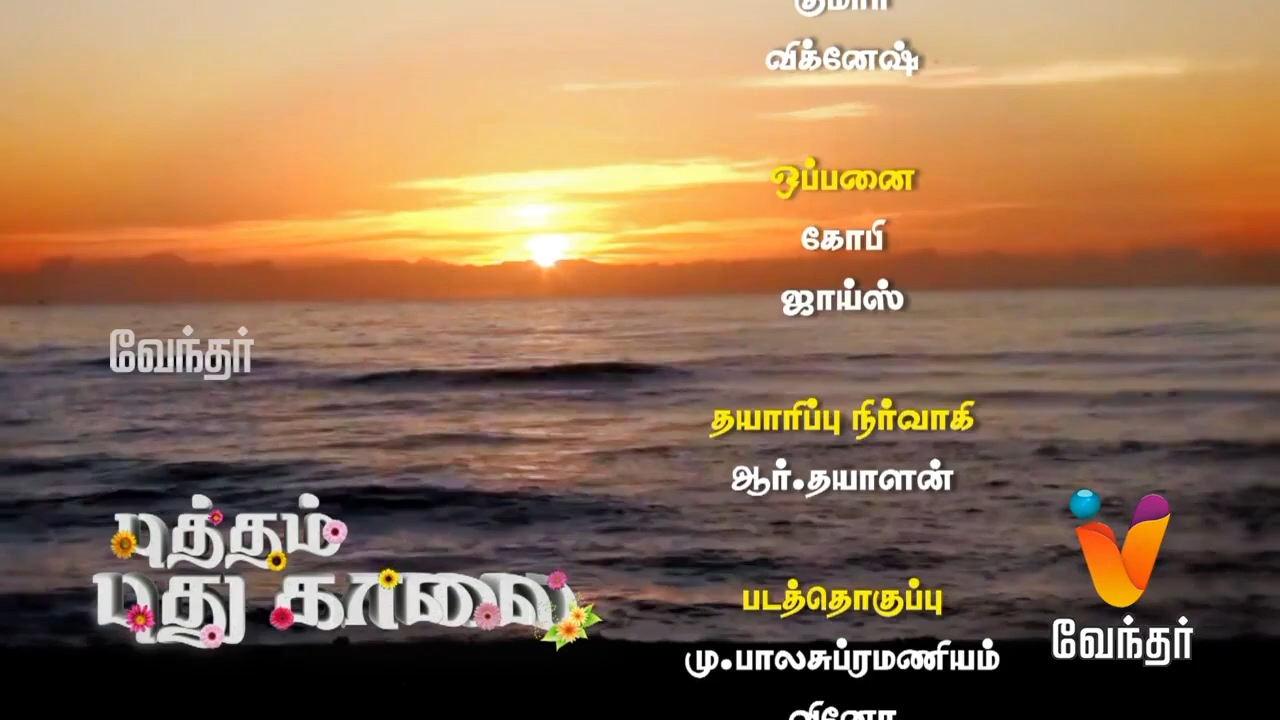 விக்னேஷ்
ஒப்பனை
கோபி
ஜாய்ஸ்
வேந்தர்
தயாரிப்பு நிர்வாகி
ஆர்.தயாளன்
புத்தம்
புது காலை
படத்தொகுப்பு
மு.பாலசுப்ரமணியம்
வேந்தர்